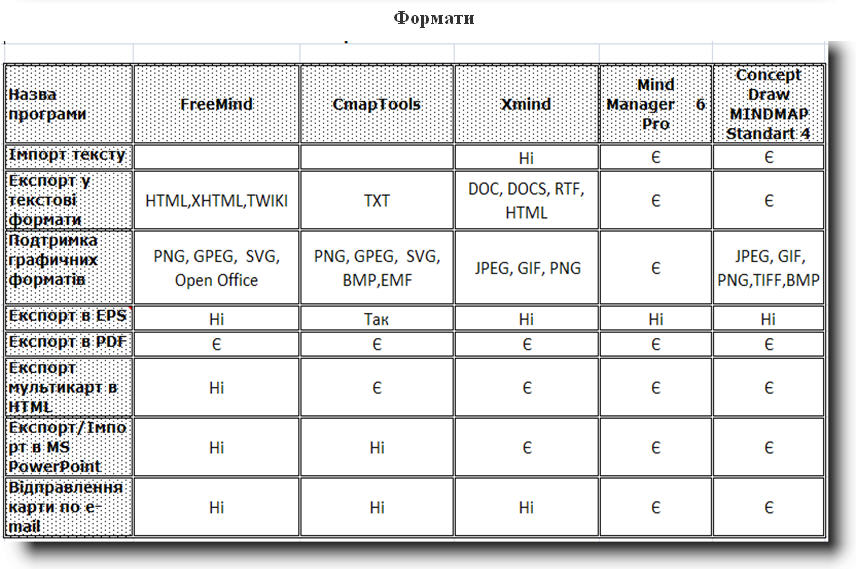 Формати
Назва програми FreeMind CmapTools Xmind Mind Manager 6 Pro Concept Draw MINDMAP Standart 4
Імпорт тексту Ні Є Є
Експорт у текстові формати HTML,XHTML,TWIKI TXT DOC, DOCS, RTF, HTML Є Є
Подтримка графичних форматів PNG, GPEG, SVG, Open Office PNG, GPEG, SVG, BMP,EMF JPEG, GIF, PNG Є JPEG, GIF, PNG,TIFF,BMP
Експорт в EPS Ні Так Ні Ні Ні
Експорт в PDF Є Є Є Є Є
Експорт мультикарт в HTML Ні Є Є Є Є
Експорт/Імпо рт в MS PowerPoint Ні Ні Є Є Є
Відправлення карти по e-mail Ні Ні Ні Є Є